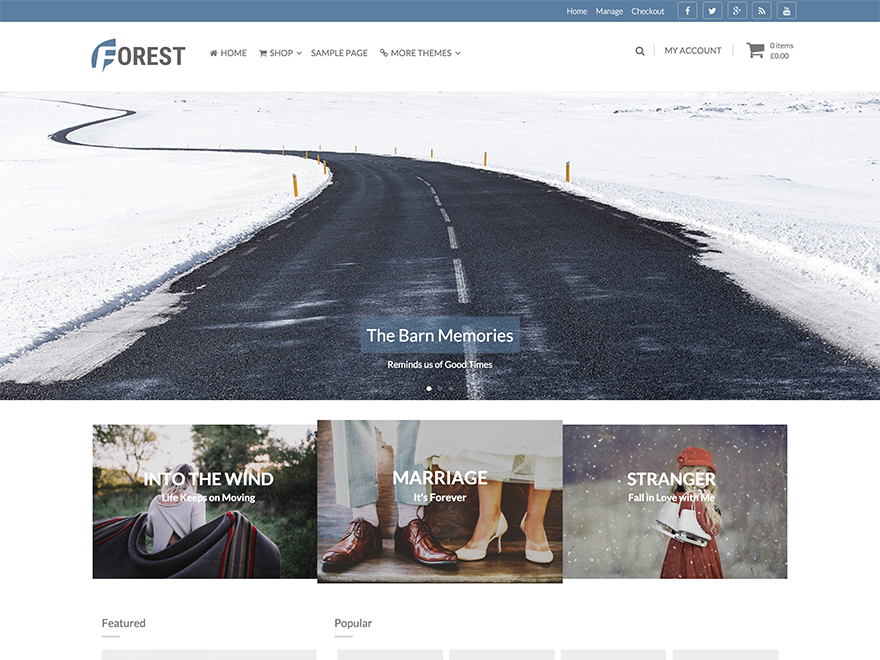 Home Manage Checkout
FOREST
HOME SHOP SAMPLE PAGE MORE THEMES
MY ACCOUNT
0 items
£0.00
The Barn Memories
Reminds us of Good Times
INTO THE WIND
Life Keeps on Moving
MARRIAGE
It's Forever
STRANGER
Fall in Love with Me
Featured
Popular